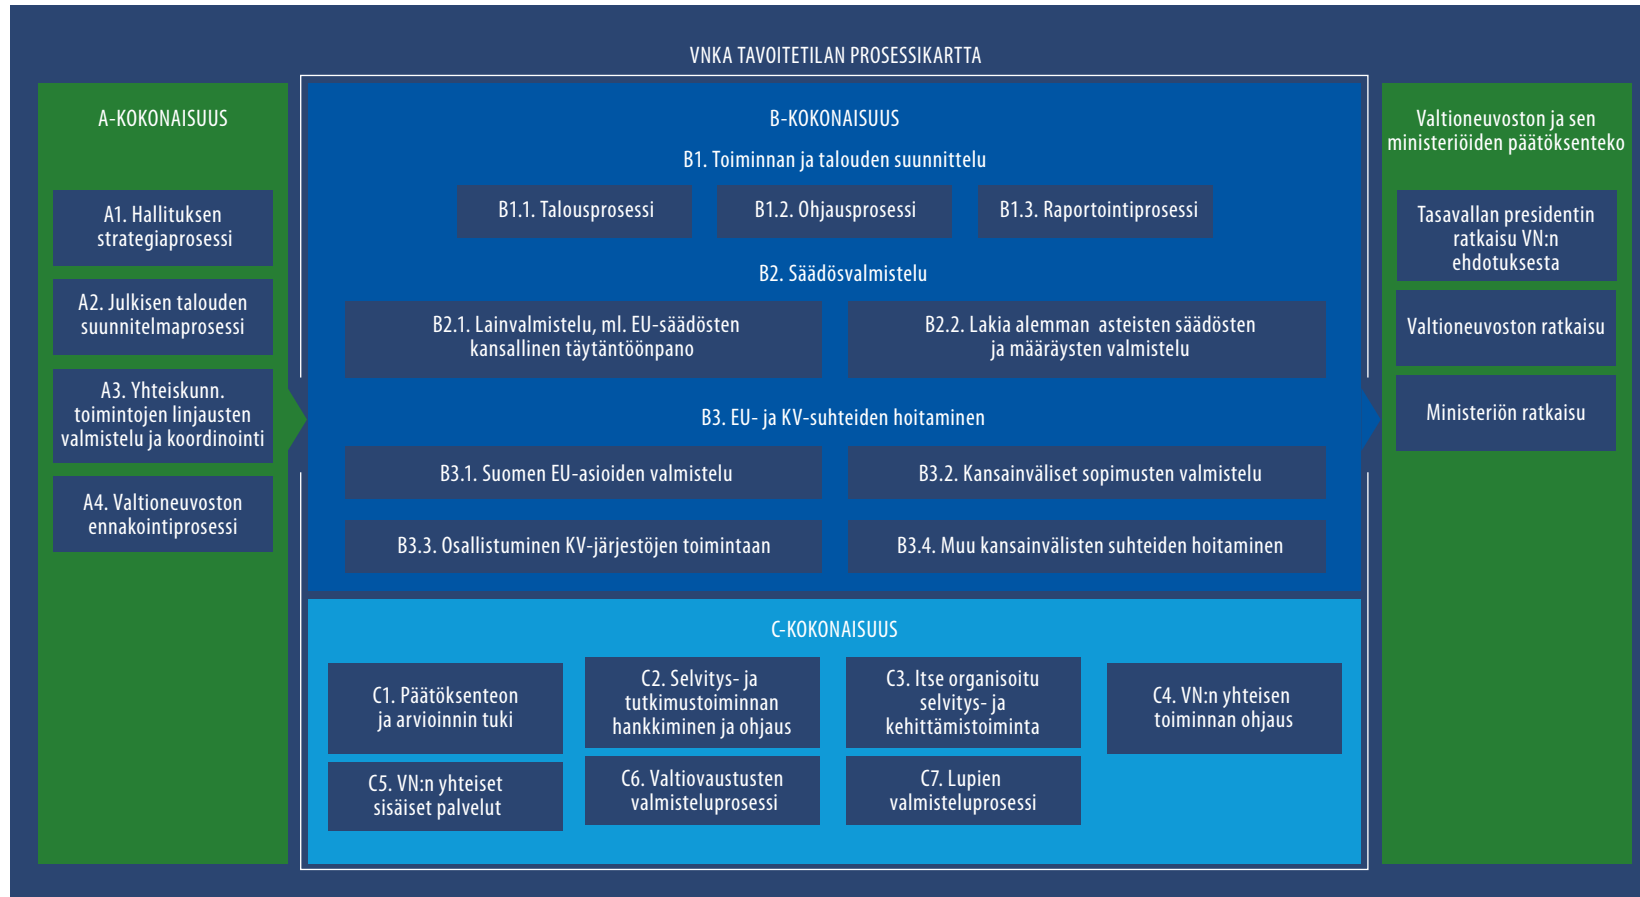 VNKA TAVOITETILAN PROSESSIKARTTA
A-KOKONAISUUS
A1. Hallituksen
strategiaprosessi
A2. Julkisen talouden
suunnitelmaprosessi
A3. Yhteiskunn.
toimintojen linjausten
valmistelu ja koordinointi
A4. Valtioneuvoston
ennakointiprosessi
B-KOKONAISUUS
B1. Toiminnan ja talouden suunnittelu
B1.1. Talousprosessi
B1.2. Ohjausprosessi
B1.3. Raportointiprosessi
B2. Säädösvalmistelu
B2.1. Lainvalmistelu, ml. EU-säädösten
kansallinen täytäntöönpano
B2.2. Lakia alemman  asteisten säädösten
ja määräysten valmistelu
B3. EU- ja KV-suhteiden hoitaminen
B3.1. Suomen EU-asioiden valmistelu
B3.2. Kansainväliset sopimusten valmistelu
B3.3. Osallistuminen KV-järjestöjen toimintaan
B3.4. Muu kansainvälisten suhteiden hoitaminen
C-KOKONAISUUS
C1. Päätöksenteon
ja arvioinnin tuki
C2. Selvitys- ja
tutkimustoiminnan
hankkiminen ja ohjaus
C3. Itse organisoitu
selvitys- ja
kehittämistoiminta
C4. VN:n yhteisen
toiminnan ohjaus
C5. VN:n yhteiset
sisäiset palvelut
C6. Valtiovaustusten
valmisteluprosessi
C7. Lupien
valmisteluprosessi
Valtioneuvoston ja sen
ministeriöiden päätöksenteko
Tasavallan presidentin
ratkaisu VN:n
ehdotuksesta
Valtioneuvoston ratkaisu
Ministeriön ratkaisu